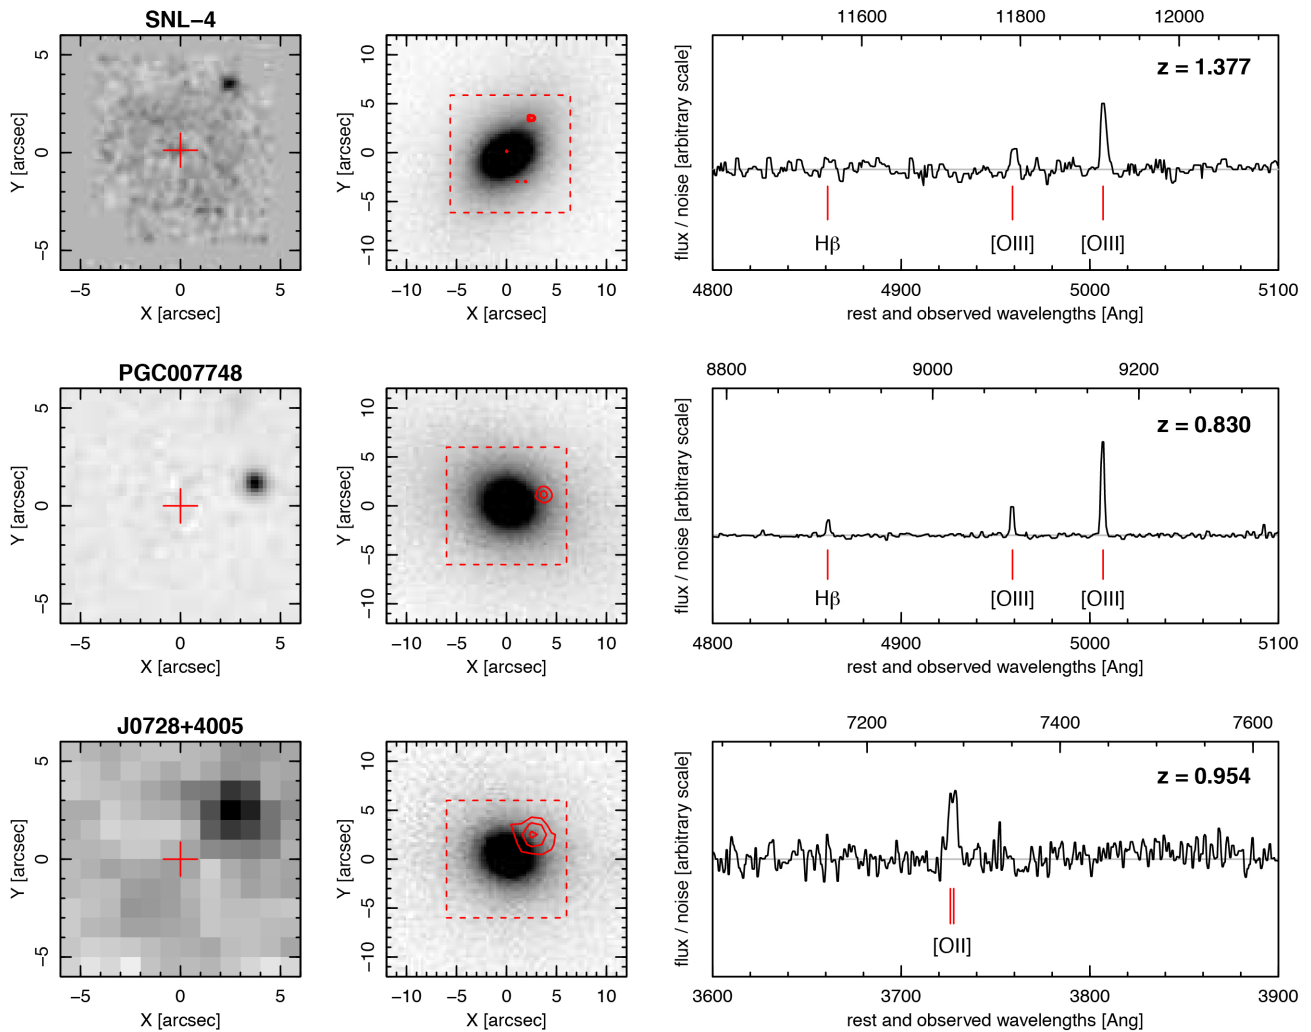 SNL−4
5
0
−5
Y [arcsec]
−5 0 5
X [arcsec]
10
5
0
−5
−10
Y [arcsec]
−10 −5 0 5 10
X [arcsec]
11600 11800 12000
z = 1.377
flux / noise [arbitrary scale]
Hβ [OIII] [OIII]
4800 4900 5000 5100
rest and observed wavelengths [Ang]
PGC007748
5
0
−5
Y [arcsec]
−5 0 5
X [arcsec]
10
5
0
−5
−10
Y [arcsec]
−10 −5 0 5 10
X [arcsec]
8800 9000 9200
z = 0.830
flux / noise [arbitrary scale]
Hβ [OIII] [OIII]
4800 4900 5000 5100
rest and observed wavelengths [Ang]
J0728+4005
5
0
−5
Y [arcsec]
−5 0 5
X [arcsec]
10
5
0
−5
−10
Y [arcsec]
−10 −5 0 5 10
X [arcsec]
7200 7400 7600
z = 0.954
flux / noise [arbitrary scale]
[OII]
3600 3700 3800 3900
rest and observed wavelengths [Ang]